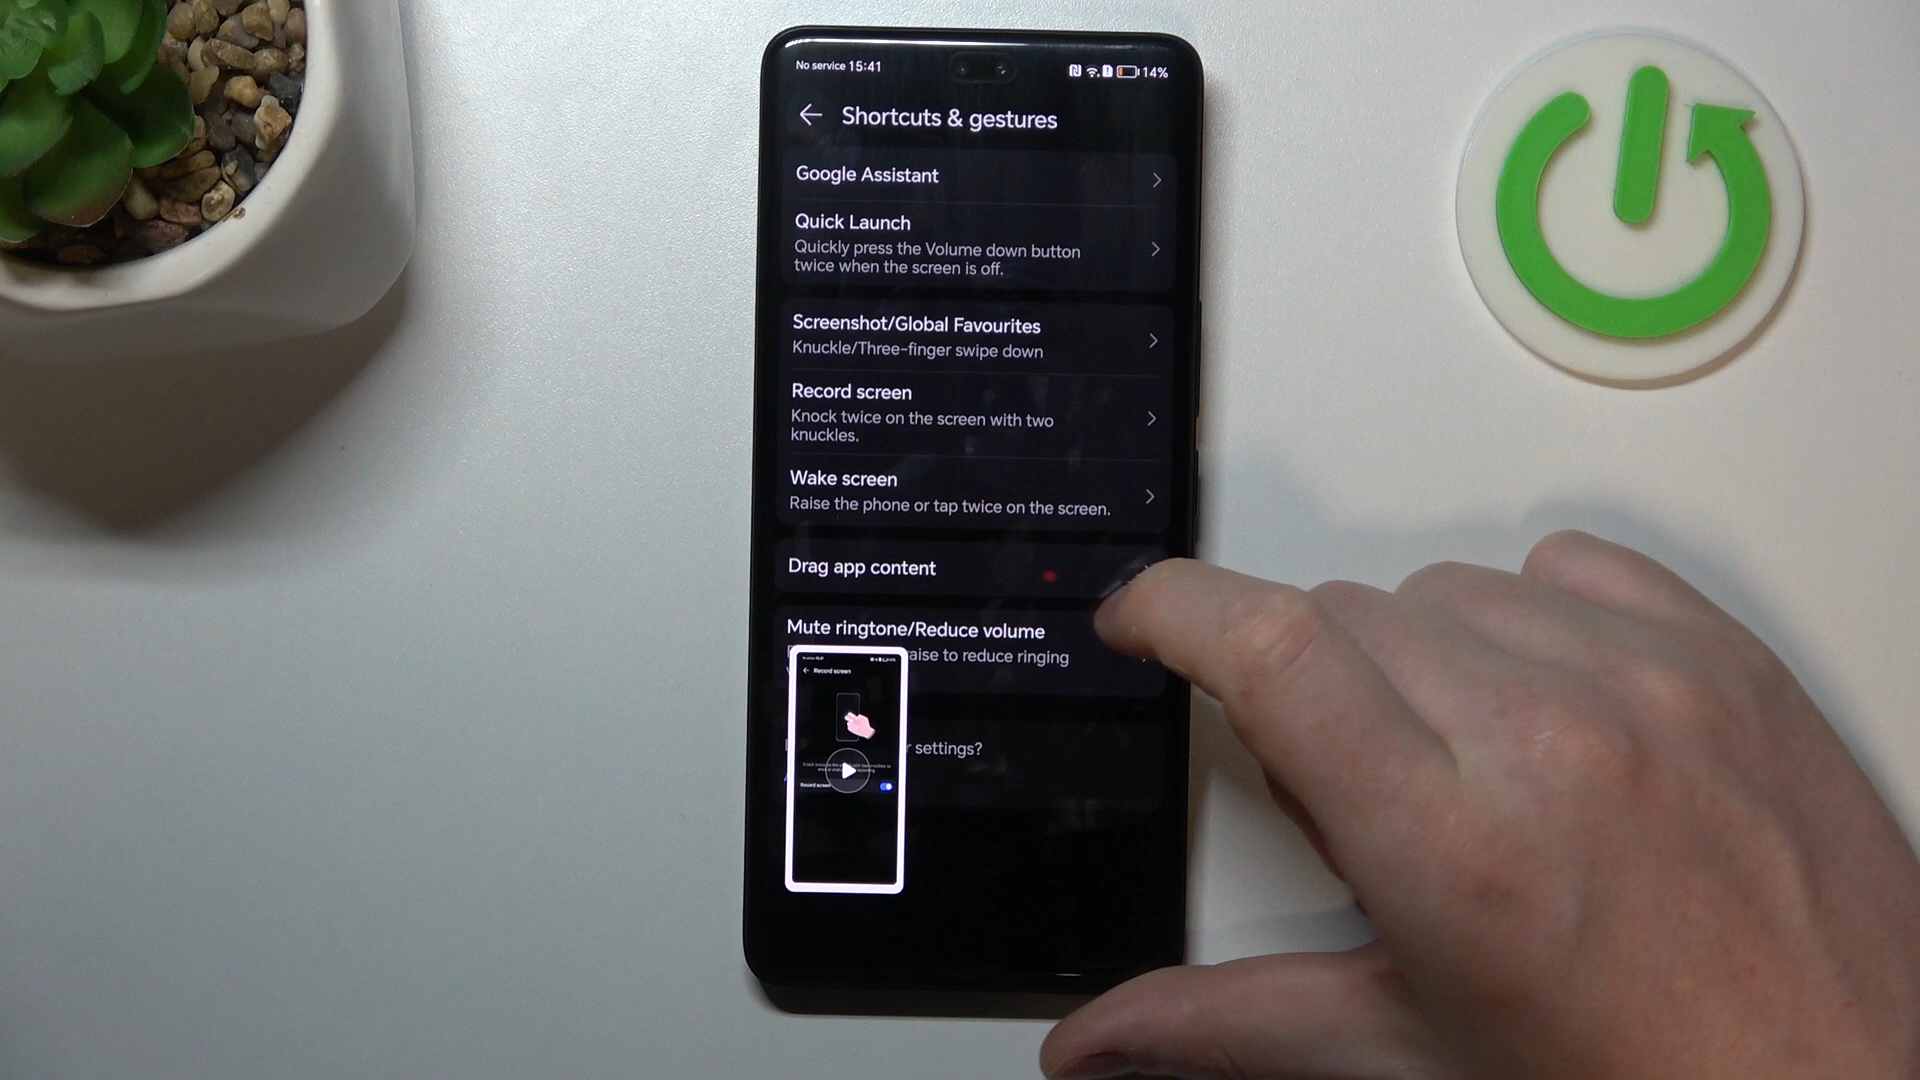 No service 15:41
14%
Shortcuts & gestures
Google Assistant
Quick Launch
Quickly press the Volume down button
twice when the screen is off.
Screenshot/Global Favourites
Knuckle/Three-finger swipe down
Record screen
Knock twice on the screen with two
knuckles.
Wake screen
Raise the phone or tap twice on the screen.
Drag app content
Mute ringtone/Reduce volume
aise to reduce ringing
Record screen
r settings?
Record screen